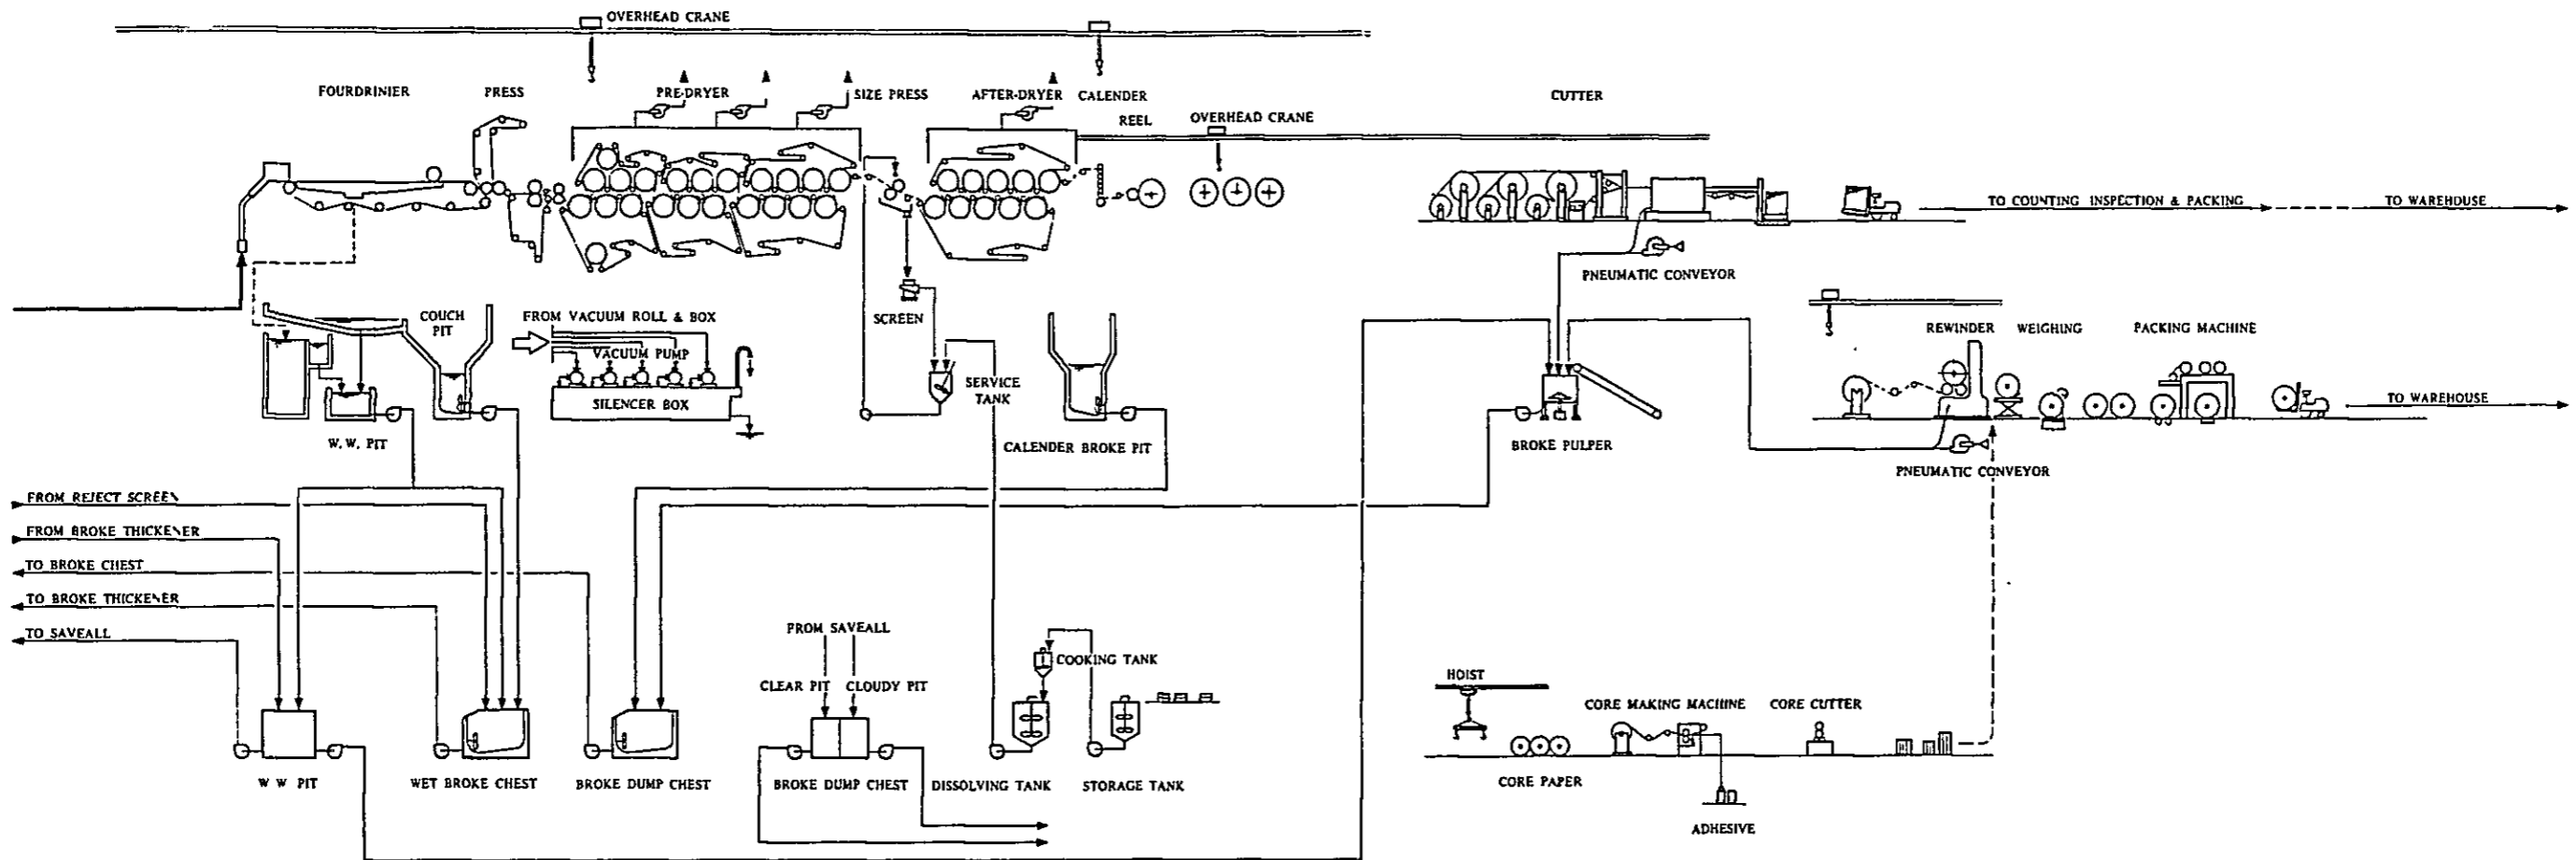 OVERHEAD CRANE
FOURDRINIER
PRESS
PRE-DRYER
SIZE PRESS
AFTER-DRYER
CALENDER
REEL
OVERHEAD CRANE
CUTTER
TO COUNTING INSPECTION & PACKING
TO WAREHOUSE
PNEUMATIC CONVEYOR
COUCH
PIT
FROM VACUUM ROLL & BOX
VACUUM PUMP
SILENCER BOX
SCREEN
SERVICE
TANK
W. W. PIT
CALENDER BROKE PIT
BROKE PULPER
REWINDER
WEIGHING
PACKING MACHINE
TO WAREHOUSE
PNEUMATIC CONVEYOR
FROM REJECT SCREEN
FROM BROKE THICKENER
TO BROKE CHEST
TO BROKE THICKENER
TO SAVEALL
FROM SAVEALL
CLEAR PIT
CLOUDY PIT
COOKING TANK
HOIST
CORE MAKING MACHINE
CORE CUTTER
W W PIT
WET BROKE CHEST
BROKE DUMP CHEST
BROKE DUMP CHEST
DISSOLVING TANK
STORAGE TANK
CORE PAPER
ADHESIVE